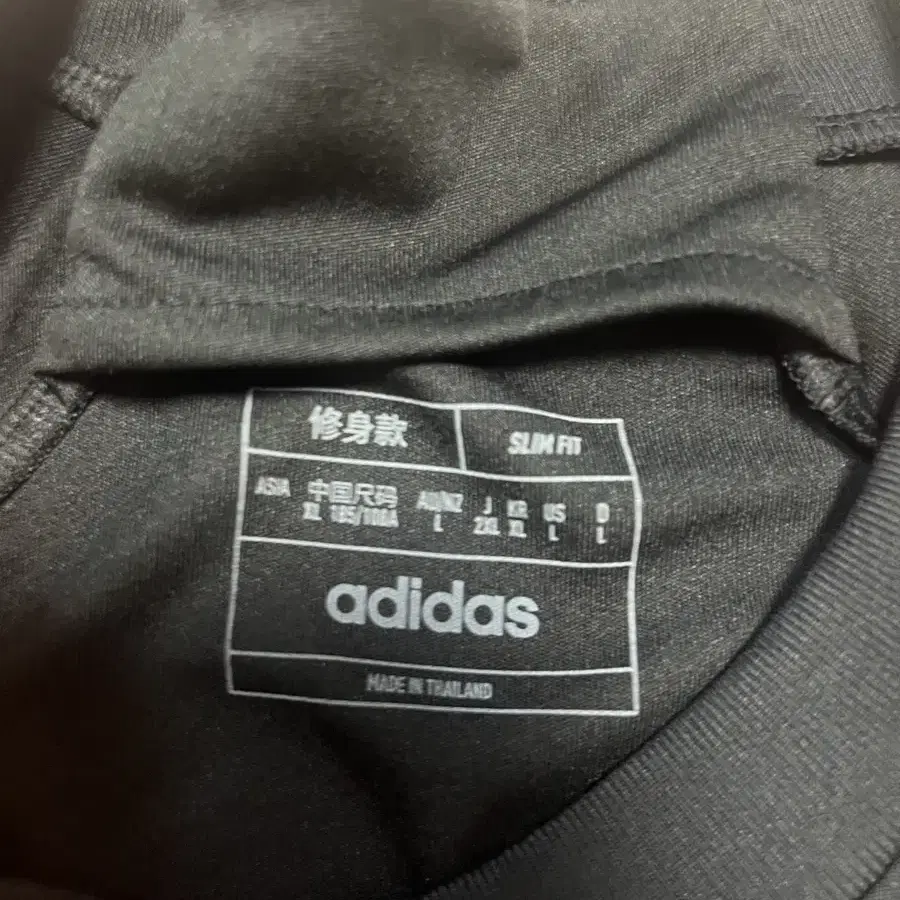 修身款 SLIM FIT
ASIA 中国尺码 AU/NZ J KR US D
XL 185/108A L 2XL XL L L
adidas
MADE IN THAILAND